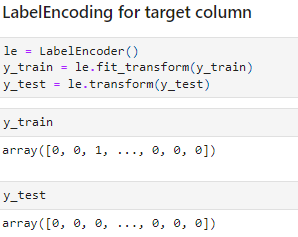 LabelEncoding for target column
le = LabelEncoder()
y_train = le.fit_transform(y_train)
y_test = le.transform(y_test)
y_train
array([0, 0, 1, ..., 0, 0, 0])
y_test
array([0, 0, 0, ..., 0, 0, 0])